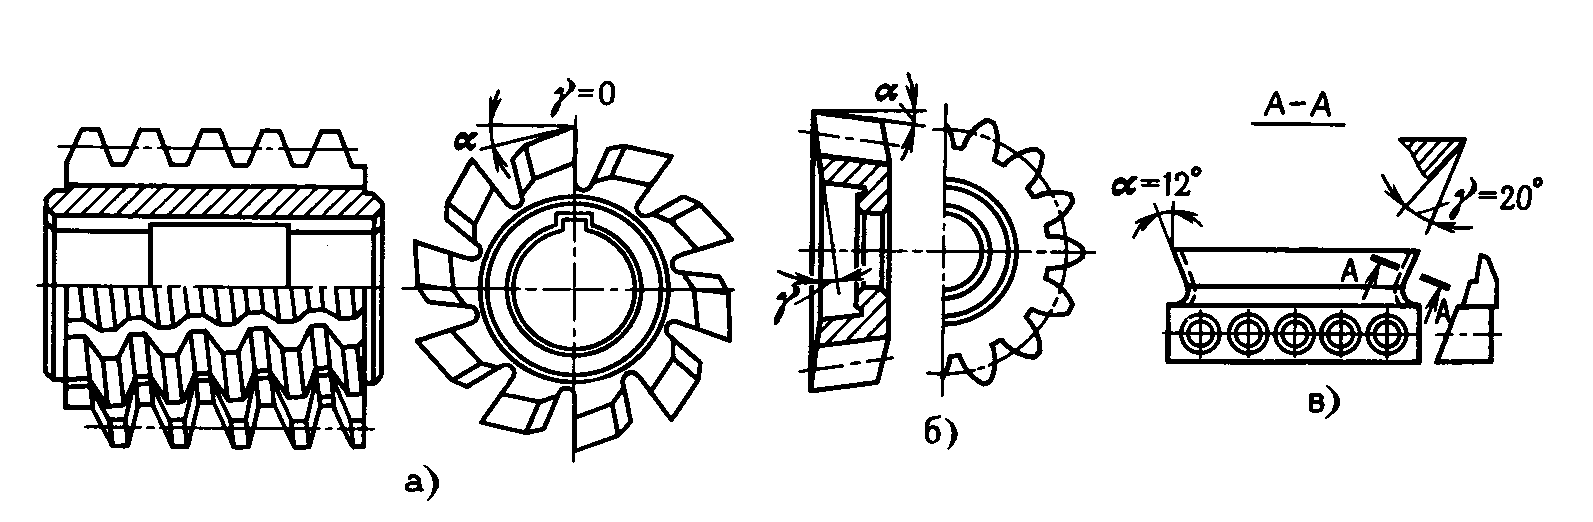 γ=0
α
α
γ
а)
б)
А-А
α=12°
γ=20°
А
А
в)